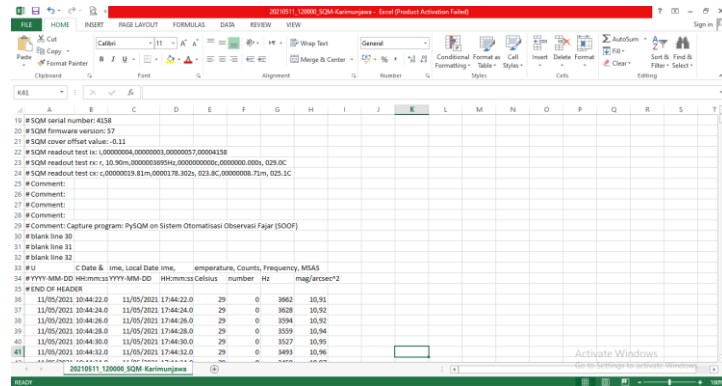 20210511_120000_SQM-Karimunjawa - Excel (Product Activation Failed)
FILE HOME INSERT PAGE LAYOUT FORMULAS DATA REVIEW VIEW Sign in
Cut
Copy
Format Painter
Paste
Clipboard
Calibri 11
B I U
Font
Wrap Text
Merge & Center
Alignment
General
Number
Conditional Formatting
Format as Table
Cell Styles
Styles
Insert Delete Format
Cells
AutoSum
Fill
Clear
Sort & Filter
Find & Select
Editing
K41
A B C D E F G H I J K L M N O P Q R S T
19 # SQM serial number: 4158
20 # SQM firmware version: 57
21 # SQM cover offset value: -0.11
22 # SQM readout test ix: i,00000004,00000003,00000057,00004158
23 # SQM readout test rx: r, 10.90m,0000003695Hz,0000000000c,0000000.000s, 029.0C
24 # SQM readout test cx: c,00000019.81m,0000178.302s, 023.8C,00000008.71m, 025.1C
25 # Comment:
26 # Comment:
27 # Comment:
28 # Comment:
29 # Comment: Capture program: PySQM on Sistem Otomatisasi Observasi Fajar (SOOF)
30 # blank line 30
31 # blank line 31
32 # blank line 32
33 # U C Date & ime, Local Date ime, emperature, Counts, Frequency, MSAS
34 # YYYY-MM-DD HH:mm:ss YYYY-MM-DD HH:mm:ss Celsius number Hz mag/arcsec^2
35 # END OF HEADER
36 11/05/2021 10:44:22.0 11/05/2021 17:44:22.0 29 0 3662 10,91
37 11/05/2021 10:44:24.0 11/05/2021 17:44:24.0 29 0 3628 10,92
38 11/05/2021 10:44:26.0 11/05/2021 17:44:26.0 29 0 3594 10,92
39 11/05/2021 10:44:28.0 11/05/2021 17:44:28.0 29 0 3559 10,94
40 11/05/2021 10:44:30.0 11/05/2021 17:44:30.0 29 0 3527 10,95
41 11/05/2021 10:44:32.0 11/05/2021 17:44:32.0 29 0 3493 10,96
Activate Windows
Go to Settings to activate Windows.
20210511_120000_SQM-Karimunjawa
READY